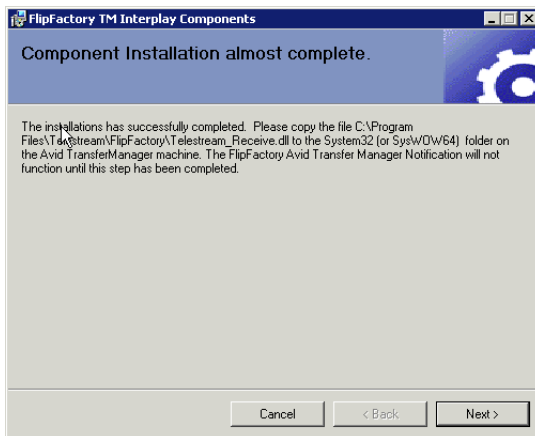 FlipFactory TM Interplay Components
Component Installation almost complete.
The installations has successfully completed. Please copy the file C:\Program
Files\Telestream\FlipFactory\Telestream_Receive.dll to the System32 (or SysWOW64) folder on
the Avid TransferManager machine. The FlipFactory Avid Transfer Manager Notification will not
function until this step has been completed.
Cancel
< Back
Next >